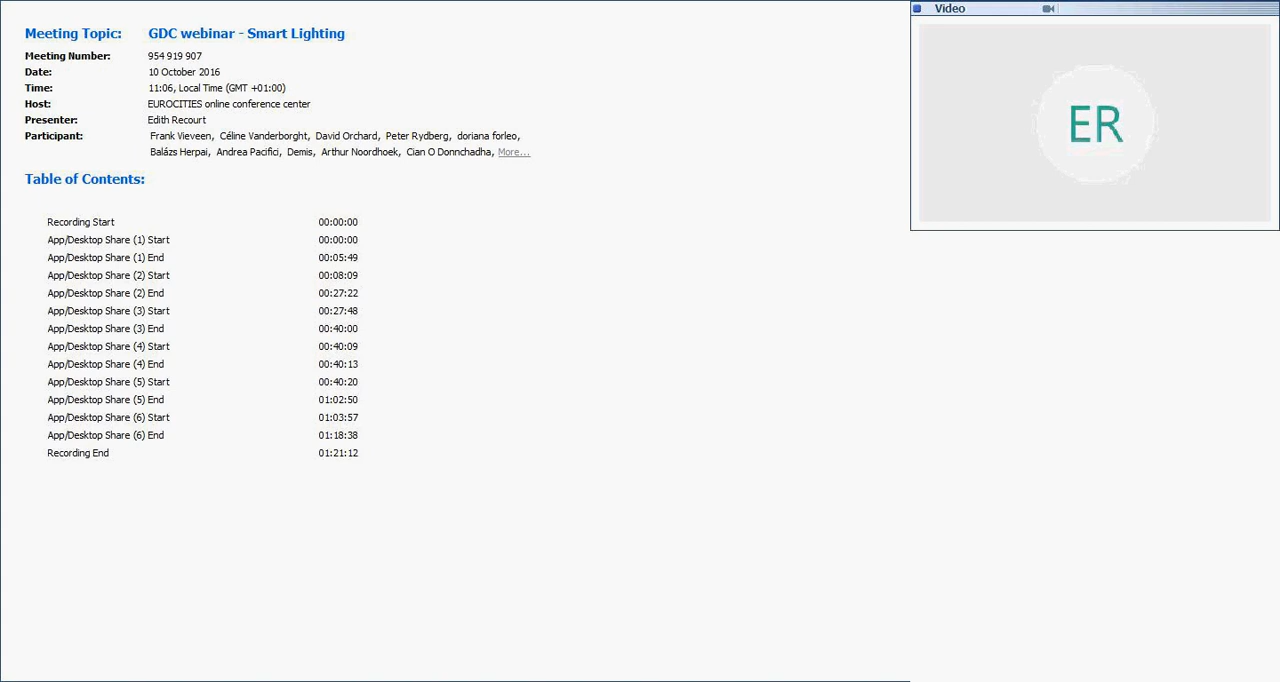 Meeting Topic: GDC webinar - Smart Lighting
Meeting Number: 954 919 907
Date: 10 October 2016
Time: 11:06, Local Time (GMT +01:00)
Host: EUROCITIES online conference center
Presenter: Edith Recourt
Participant: Frank Vieveen, Céline Vanderborght, David Orchard, Peter Rydberg, doriana forleo,
Balázs Herpai, Andrea Pacifici, Demis, Arthur Noordhoek, Cian O Donnchadha, More...
Table of Contents:
Recording Start 00:00:00
App/Desktop Share (1) Start 00:00:00
App/Desktop Share (1) End 00:05:49
App/Desktop Share (2) Start 00:08:09
App/Desktop Share (2) End 00:27:22
App/Desktop Share (3) Start 00:27:48
App/Desktop Share (3) End 00:40:00
App/Desktop Share (4) Start 00:40:09
App/Desktop Share (4) End 00:40:13
App/Desktop Share (5) Start 00:40:20
App/Desktop Share (5) End 01:02:50
App/Desktop Share (6) Start 01:03:57
App/Desktop Share (6) End 01:18:38
Recording End 01:21:12
Video
ER